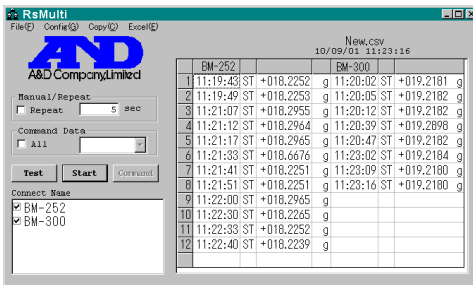 RsMulti
File(F) Config(G) Copy(C) Excel(E)
AND
A&D Company,Limited
Manual/Repeat
Repeat 5 sec
Command Data
All
Test Start Command
Connect Name
BM-252
BM-300
New.csv
10/09/01 11:23:16
BM-252 BM-300
1 11:19:43 ST +018.2252 g 11:20:02 ST +019.2181 g
2 11:19:49 ST +018.2253 g 11:20:05 ST +019.2182 g
3 11:21:07 ST +018.2955 g 11:20:12 ST +019.2182 g
4 11:21:12 ST +018.2964 g 11:20:39 ST +019.2898 g
5 11:21:17 ST +018.2965 g 11:20:47 ST +019.2182 g
6 11:21:33 ST +018.6676 g 11:23:02 ST +019.2184 g
7 11:21:41 ST +018.2251 g 11:23:09 ST +019.2180 g
8 11:21:51 ST +018.2251 g 11:23:16 ST +019.2180 g
9 11:22:00 ST +018.2965 g
10 11:22:30 ST +018.2265 g
11 11:22:33 ST +018.2252 g
12 11:22:40 ST +018.2239 g